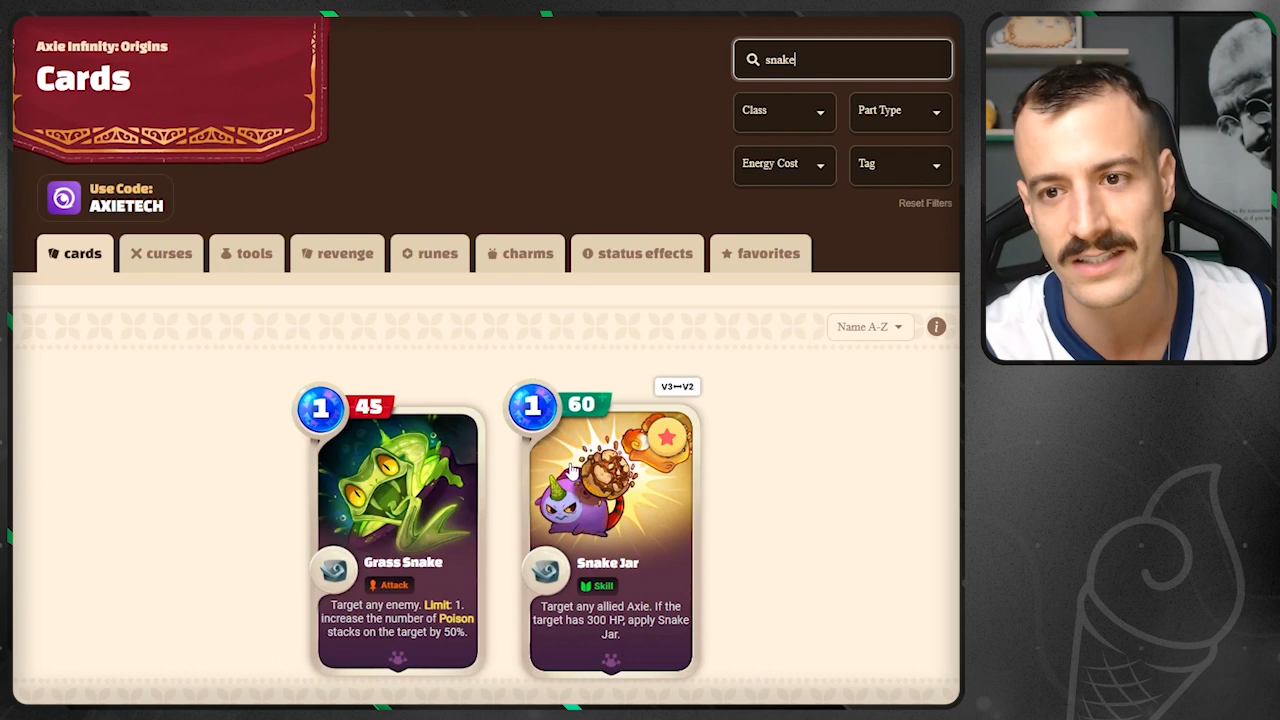 Axie Infinity: Origins
Cards
snake
Class
Part Type
Energy Cost
Tag
Reset Filters
Use Code:
AXIETECH
cards
curses
tools
revenge
runes
charms
status effects
favorites
Name A-Z
i
V3↔V2
1
45
Grass Snake
Attack
Target any enemy. Limit: 1.
increase the number of Poison
stacks on the target by 50%.
1
60
Snake Jar
Skill
Target any allied Axie. If the
target has 300 HP, apply Snake
Jar.